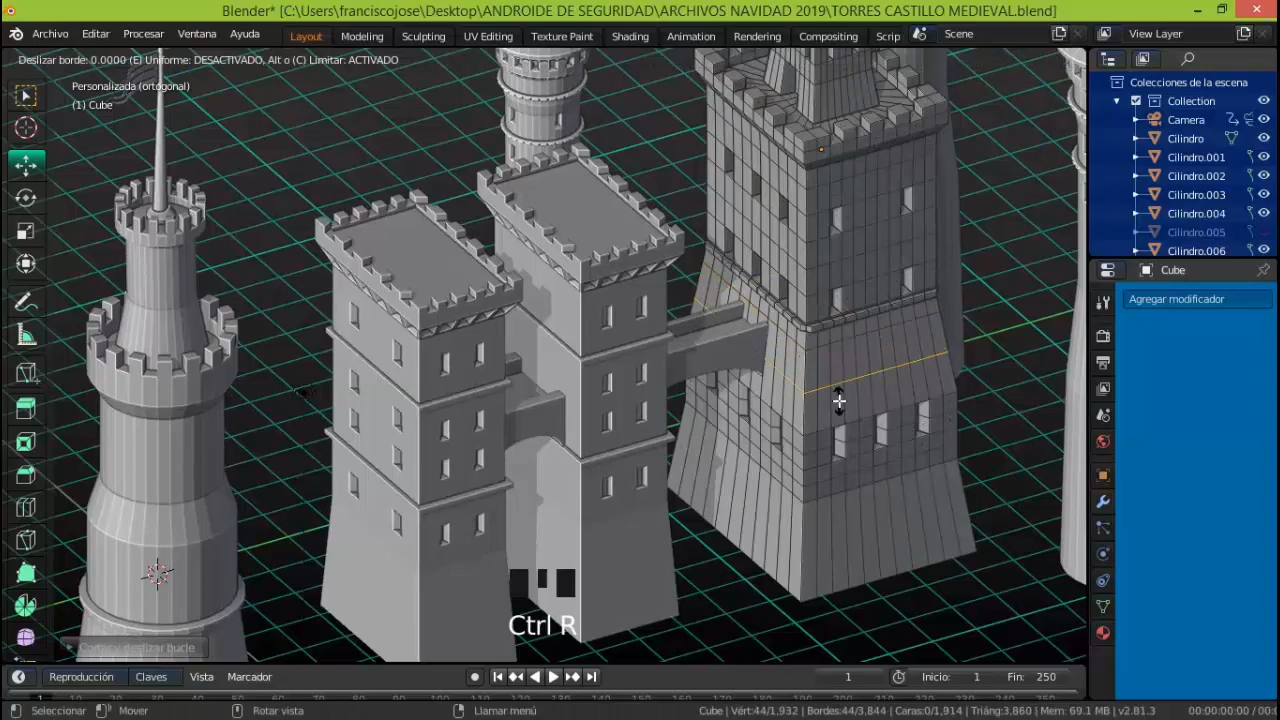 Blender* [C:\Users\franciscojose\Desktop\ANDROIDE DE SEGURIDAD\ARCHIVOS NAVIDAD 2019\TORRES CASTILLO MEDIEVAL.blend]
Archivo Editar Procesar Ventana Ayuda Layout Modeling Sculpting UV Editing Texture Paint Shading Animation Rendering Compositing Scrip Scene View Layer
Deslizar borde: 0.0000 (E) Uniforme: DESACTIVADO, Alt o (C) Limitar: ACTIVADO
Personalizada (ortogonal)
(1) Cube
Colecciones de la escena
Collection
Camera
Cilindro
Cilindro.001
Cilindro.002
Cilindro.003
Cilindro.004
Cilindro.005
Cilindro.006
Cube
Agregar modificador
Ctrl R
Cortar y deslizar bucle
Reproducción Claves Vista Marcador 1 Inicio: 1 Fin: 250
Seleccionar Mover Rotar vista Llamar menú Cube | Vért:44/1,932 | Bordes:44/3,844 | Caras:0/1,914 | Triáng:3,860 | Mem: 69.1 MB | v2.81.3 00:00:00:00 / 00: